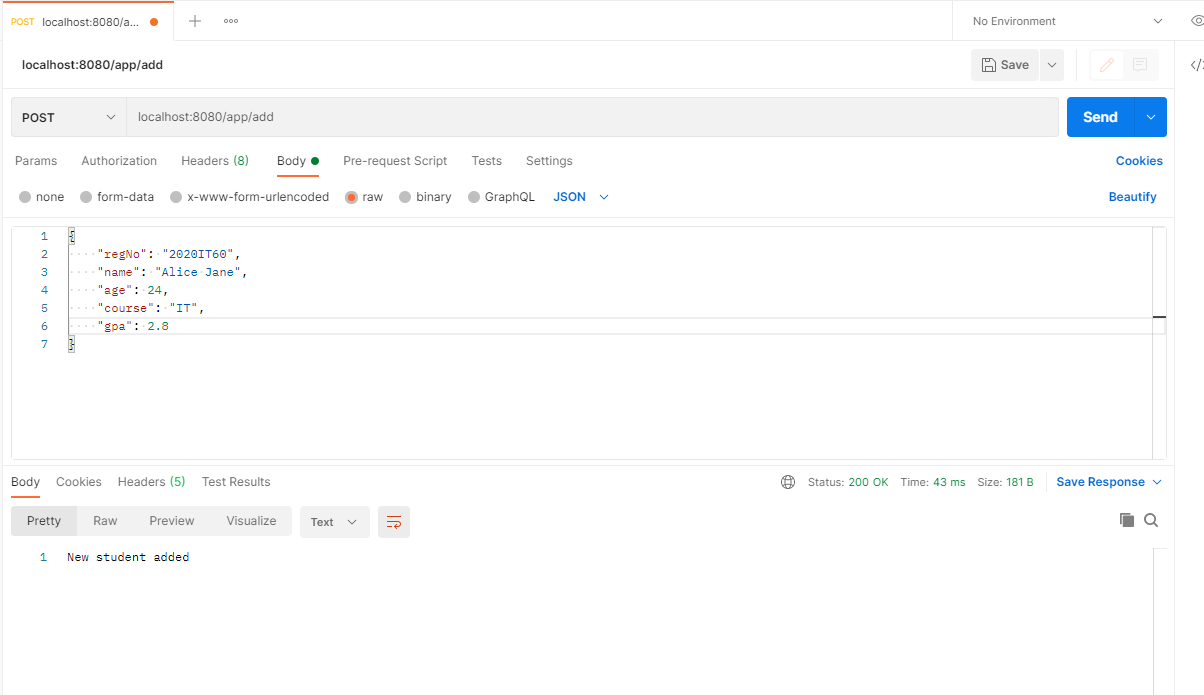 POST localhost:8080/a...
No Environment
localhost:8080/app/add
Save
POST localhost:8080/app/add Send
Params Authorization Headers (8) Body Pre-request Script Tests Settings Cookies
none form-data x-www-form-urlencoded raw binary GraphQL JSON Beautify
1 {
2 "regNo": "2020IT60",
3 "name": "Alice Jane",
4 "age": 24,
5 "course": "IT",
6 "gpa": 2.8
7 }
Body Cookies Headers (5) Test Results Status: 200 OK Time: 43 ms Size: 181 B Save Response
Pretty Raw Preview Visualize Text
1 New student added